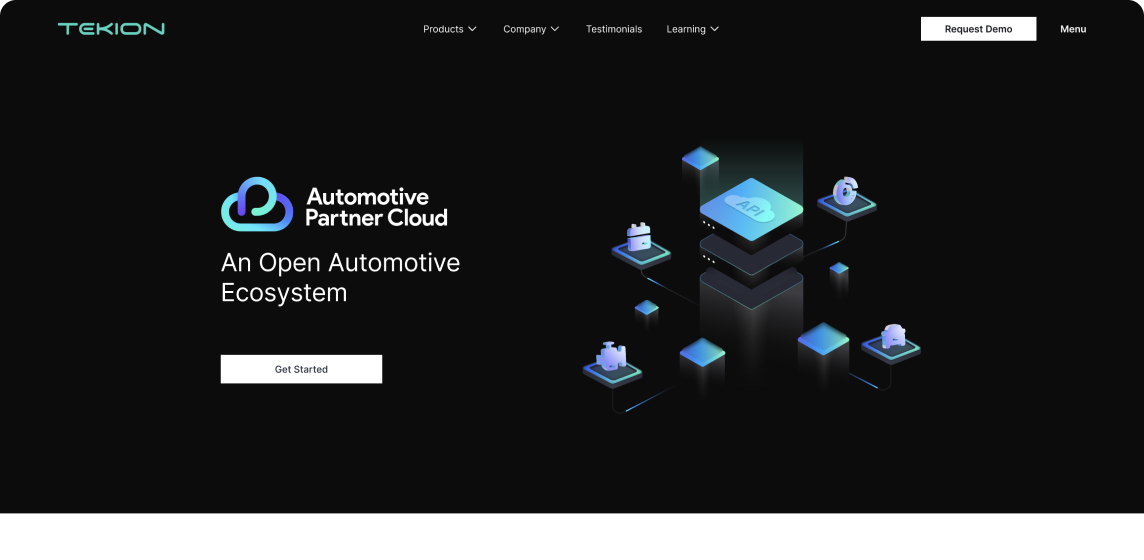 TEKION
Products
Company
Testimonials
Learning
Request Demo
Menu
Automotive
Partner Cloud
An Open Automotive
Ecosystem
Get Started
API